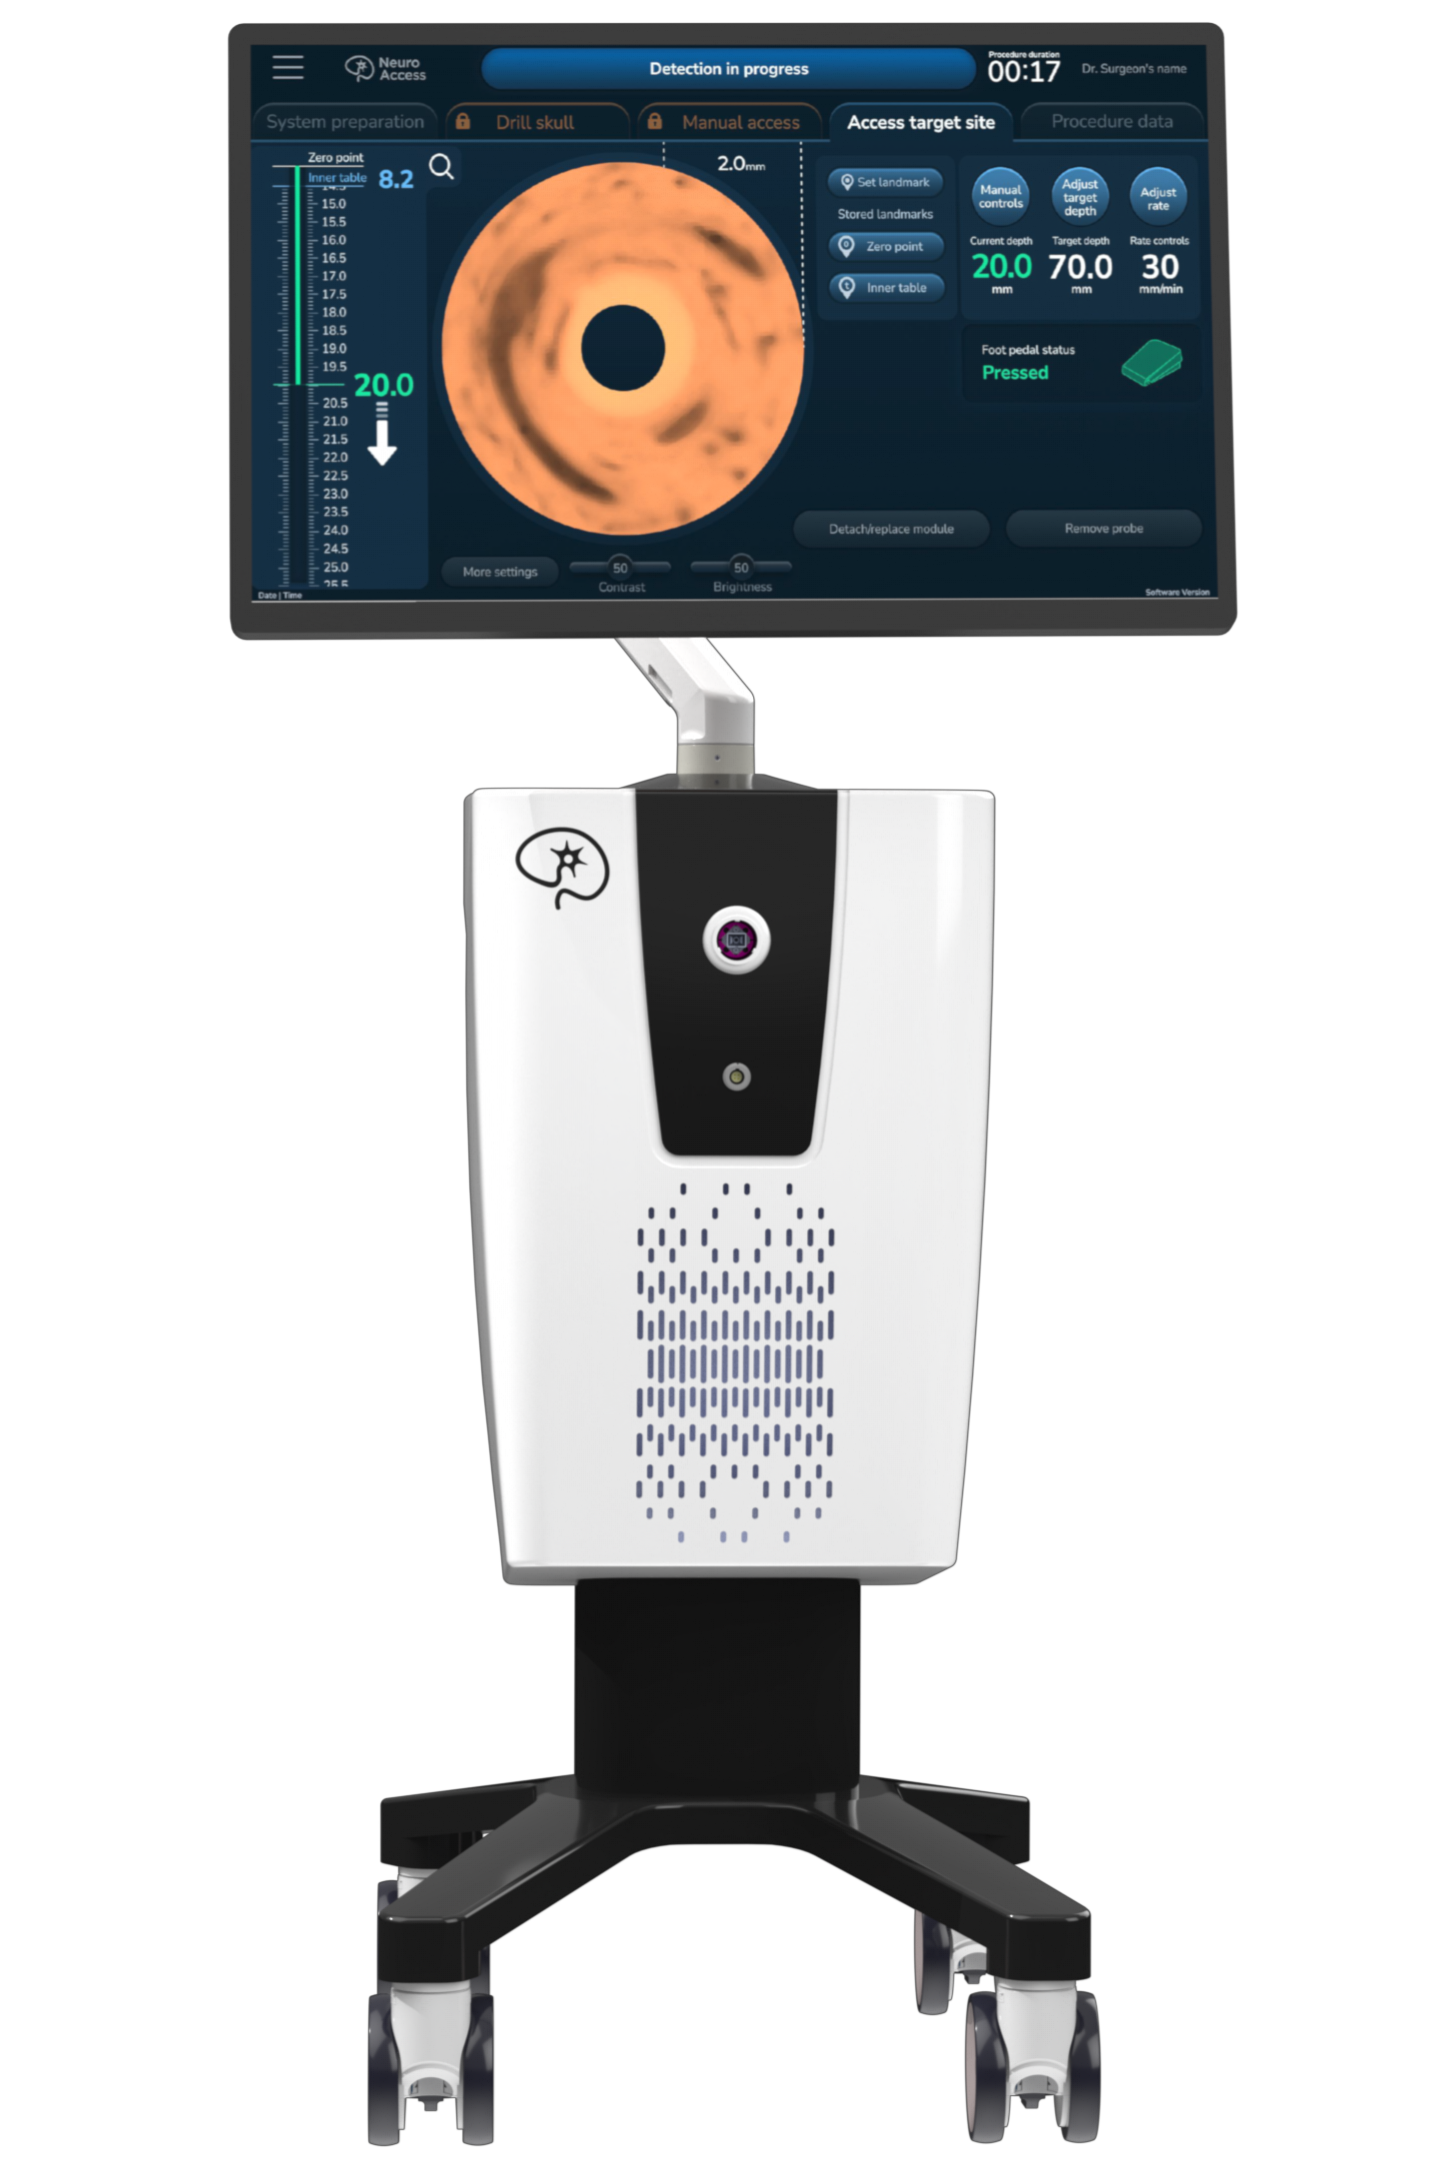 Neuro
Access
Detection in progress
Procedure duration
00:17
Dr. Surgeon's name
System preparation
Drill skull
Manual access
Access target site
Procedure data
Zero point
Inner table
8.2
14.5
15.0
15.5
16.0
16.5
17.0
17.5
18.0
18.5
19.0
19.5
20.0
20.5
21.0
21.5
22.0
22.5
23.0
23.5
24.0
24.5
25.0
25.5
2.0mm
Set landmark
Stored landmarks
Zero point
Inner table
Manual
controls
Adjust
target
depth
Adjust
rate
Current depth
Target depth
Rate controls
20.0
70.0
30
mm
mm
mm/min
Foot pedal status
Pressed
Detach/replace module
Remove probe
More settings
50
Contrast
50
Brightness
Date | Time
Software Version